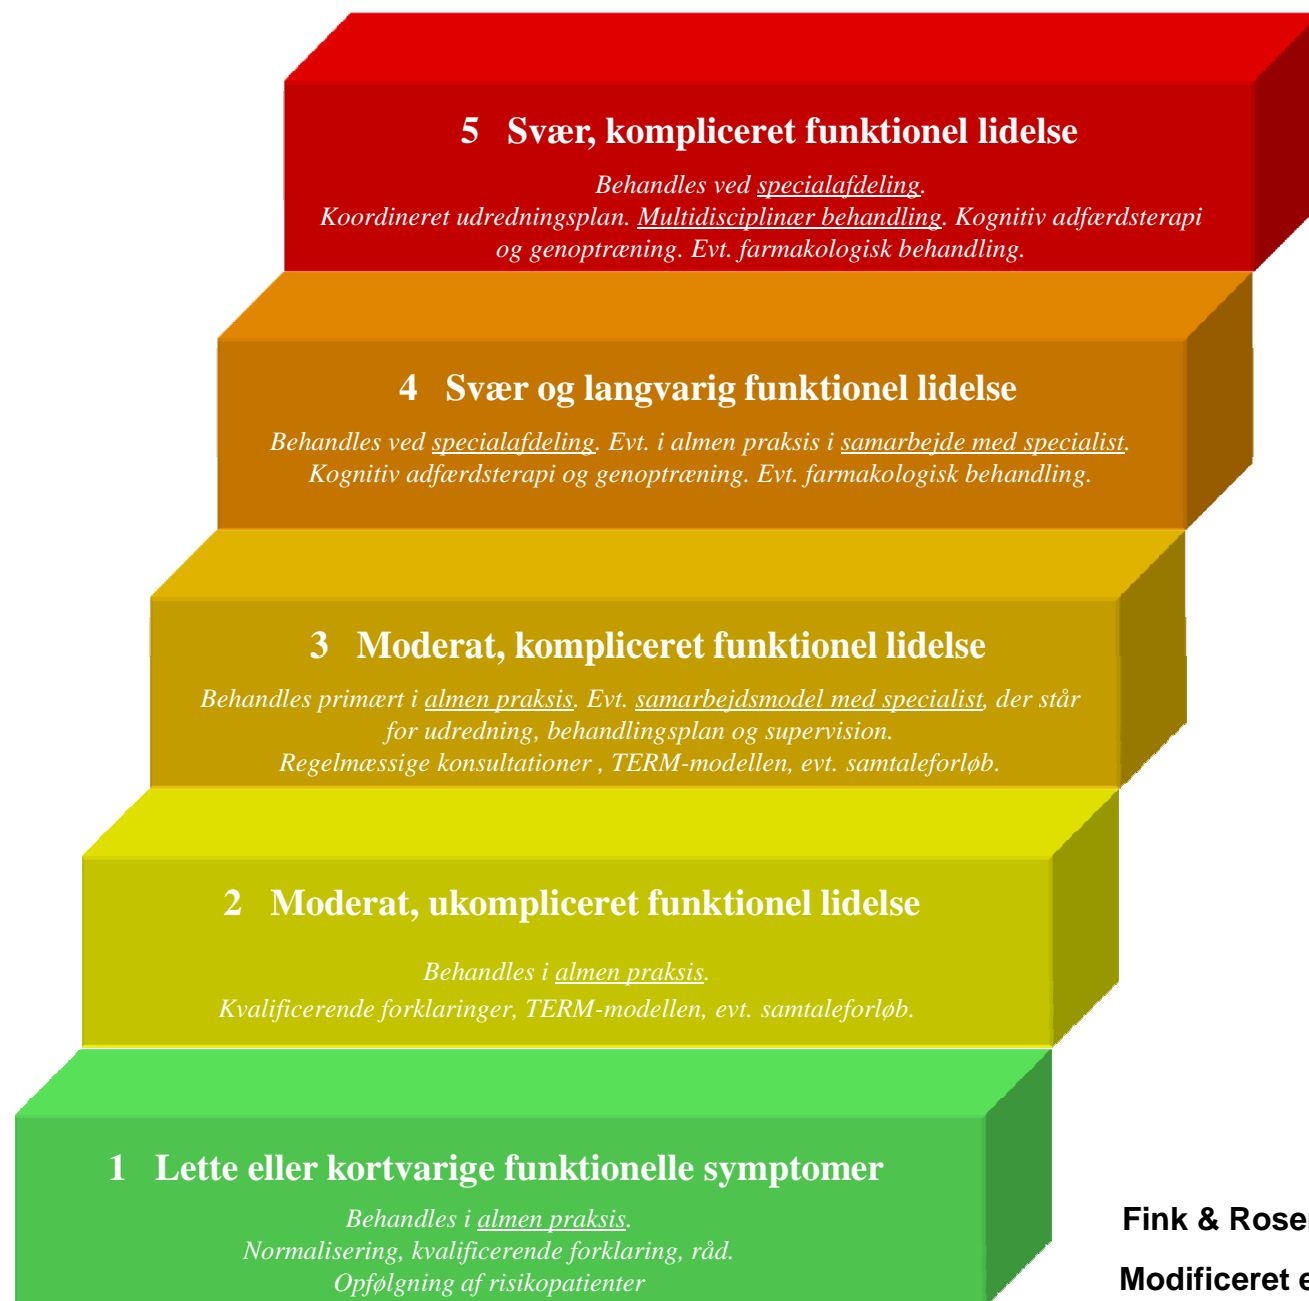 5 Svær, kompliceret funktionel lidelse
Behandles ved specialafdeling.
Koordineret udredningsplan. Multidisciplinær behandling. Kognitiv adfærdsterapi
og genoptræning. Evt. farmakologisk behandling.
4 Svær og langvarig funktionel lidelse
Behandles ved specialafdeling. Evt. i almen praksis i samarbejde med specialist.
Kognitiv adfærdsterapi og genoptræning. Evt. farmakologisk behandling.
3 Moderat, kompliceret funktionel lidelse
Behandles primært i almen praksis. Evt. samarbejdsmodel med specialist, der står
for udredning, behandlingsplan og supervision.
Regelmæssige konsultationer , TERM-modellen, evt. samtaleforløb.
2 Moderat, ukompliceret funktionel lidelse
Behandles i almen praksis.
Kvalificerende forklaringer, TERM-modellen, evt. samtaleforløb.
1 Lette eller kortvarige funktionelle symptomer
Behandles i almen praksis.
Normalisering, kvalificerende forklaring, råd.
Opfølgning af risikopatienter
Fink &
Modificeret